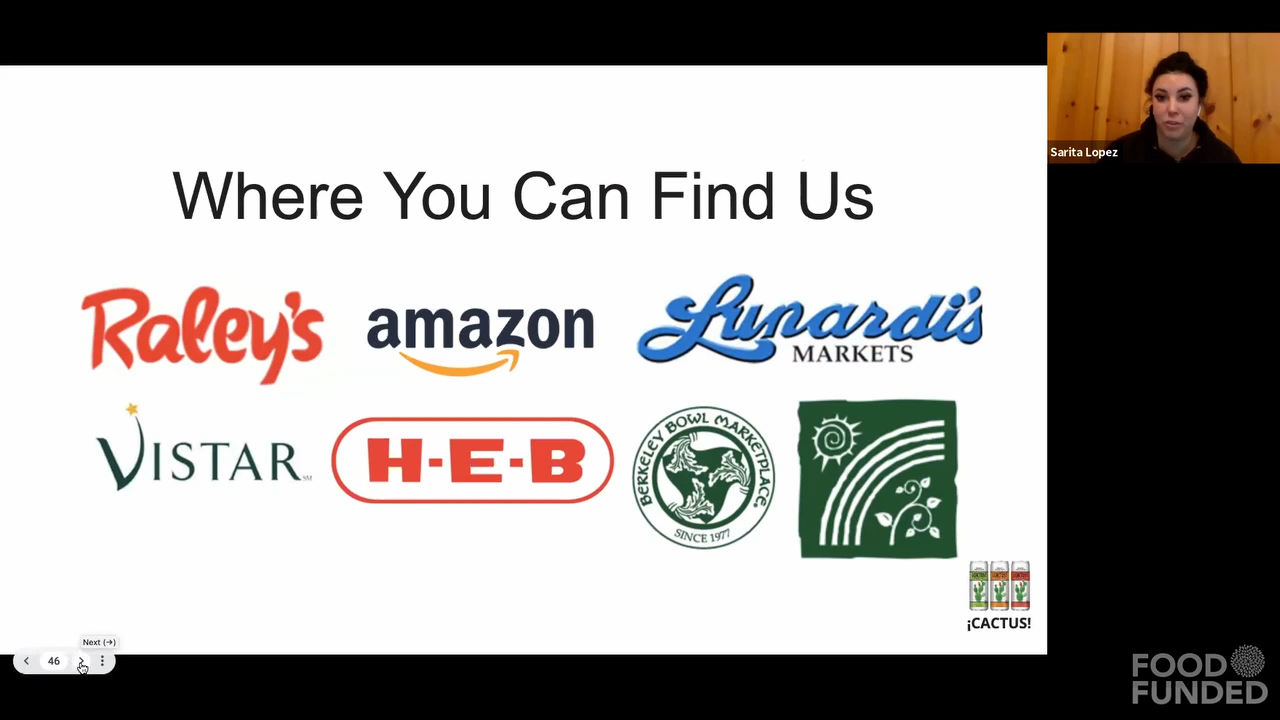 Sarita Lopez
Where You Can Find Us
Raley's
amazon
Lunardi's
MARKETS
VISTAR SM
H-E-B
BERKELEY BOWL MARKETPLACE
SINCE 1977
¡CACTUS!
Next (→)
46
FOOD
FUNDED